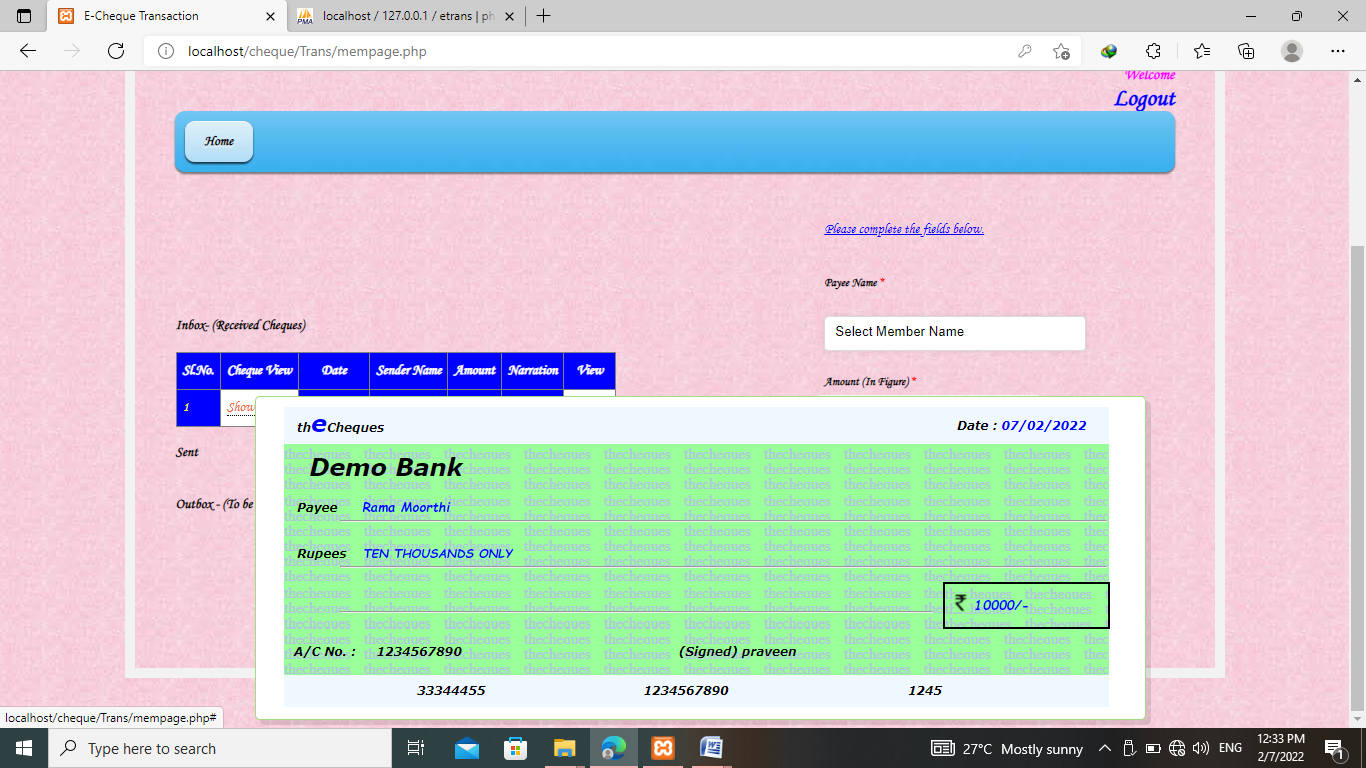 E-Cheque Transaction
localhost / 127.0.0.1 / etrans | ph
localhost/cheque/Trans/mempage.php
Welcome
Logout
Home
Please complete the fields below.
Payee Name *
Inbox- (Received Cheques)
Select Member Name
Sl.No. Cheque View Date Sender Name Amount Narration View
Amount (In Figure) *
1 Show
theCheques Date : 07/02/2022
Sent
Demo Bank
Outbox - (To be
Payee Rama Moorthi
Rupees TEN THOUSANDS ONLY
₹ 10000/-
A/C No. : 1234567890 (Signed) praveen
33344455 1234567890 1245
localhost/cheque/Trans/mempage.php#
Type here to search
27°C Mostly sunny
ENG
12:33 PM
2/7/2022
1